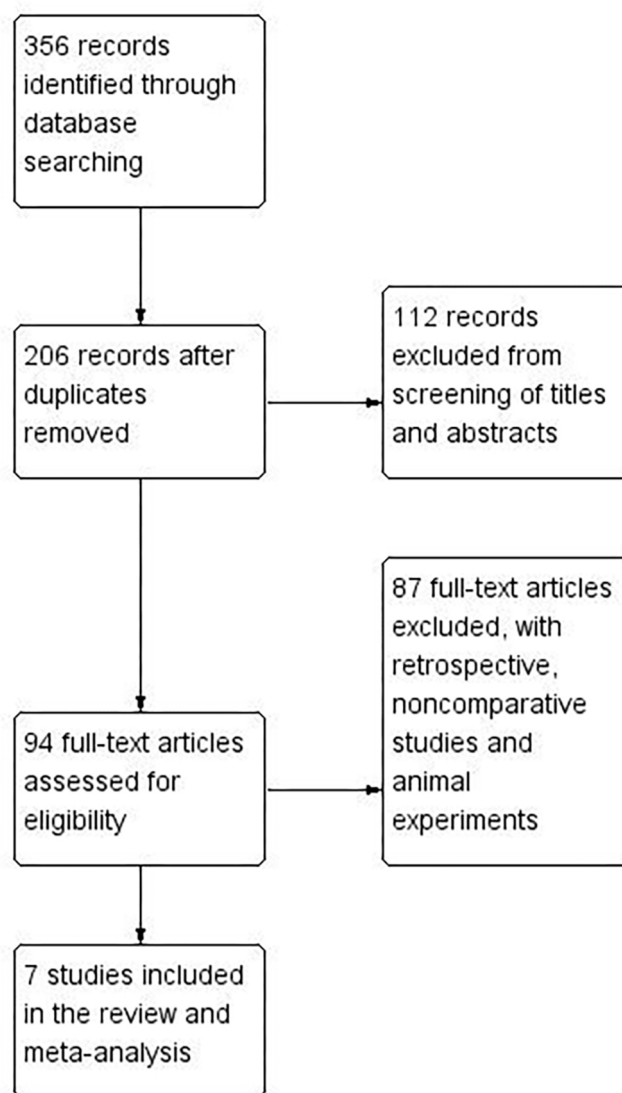 356 records
identified through
database
searching
206 records after
duplicates
removed
112 records
excluded from
screening of titles
and abstracts
87 full-text articles
excluded, with
retrospective,
noncomparative
studies and
animal
experiments
94 full-text articles
assessed for
eligibility
7 studies included
in the review and
meta-analysis